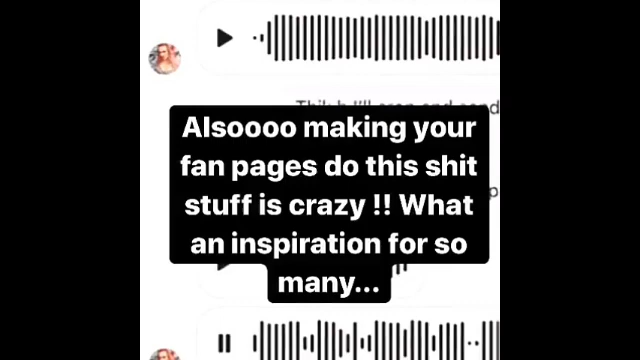 Alsoooo making your
fan pages do this shit
stuff is crazy !! What
an inspiration for so
many...